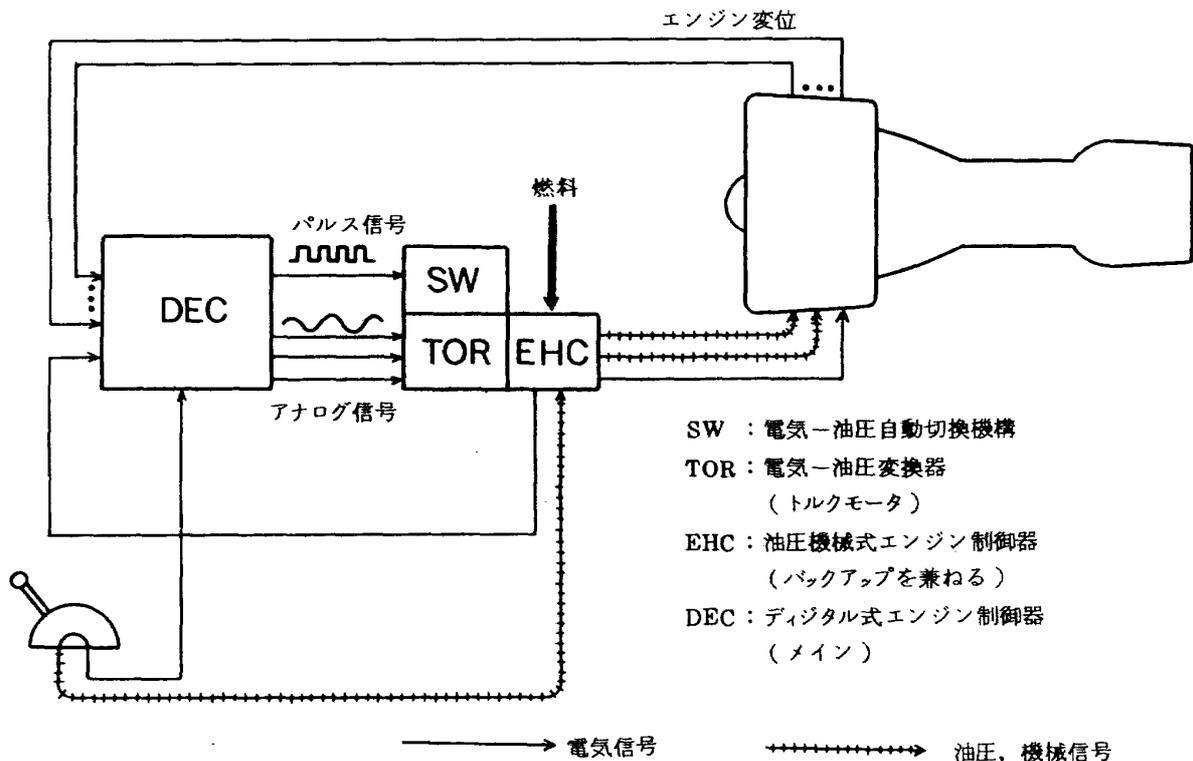 エンジン変位
燃料
パルス信号
SW
DEC
TOR
EHC
アナログ信号
SW : 電気－油圧自動切換機構
TOR : 電気－油圧変換器
(トルクモータ)
EHC : 油圧機械式エンジン制御器
(バックアップを兼ねる)
DEC : ディジタル式エンジン制御器
(メイン)
電気信号
油圧，機械信号